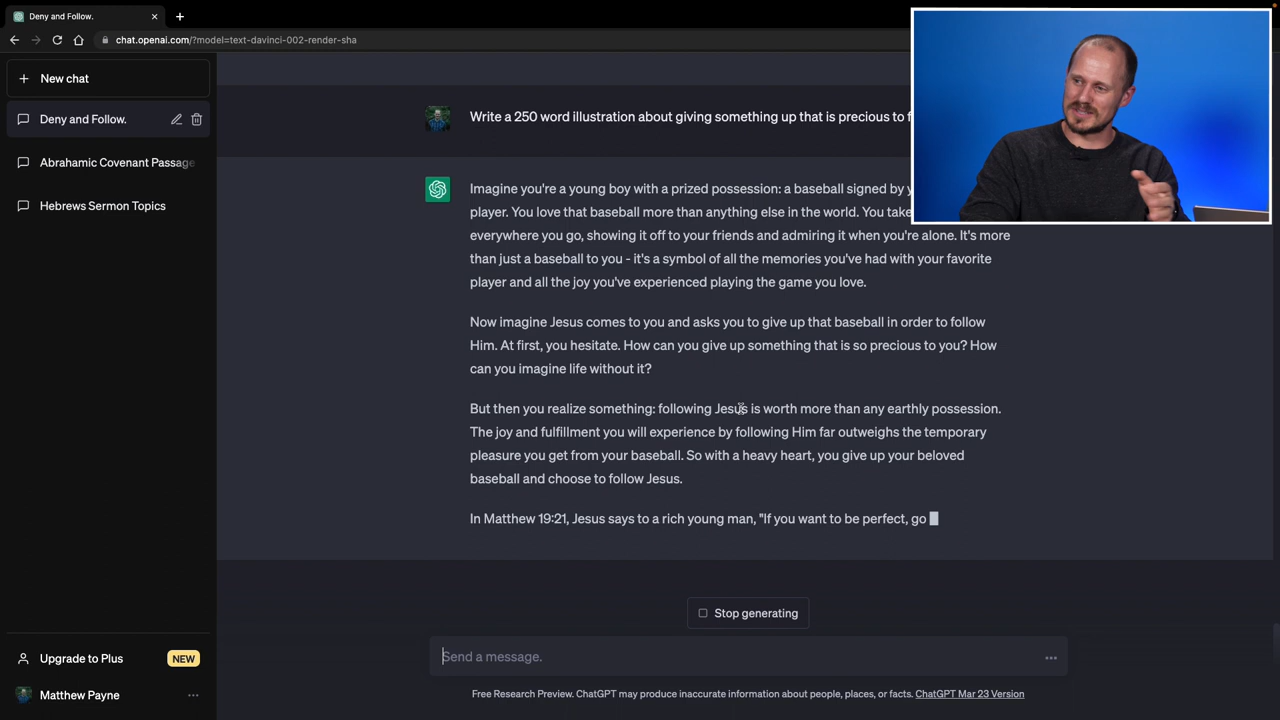 Deny and Follow.
chat.openai.com/?model=text-davinci-002-render-sha
New chat
Deny and Follow.
Abrahamic Covenant Passage
Hebrews Sermon Topics
Write a 250 word illustration about giving something up that is precious to
Imagine you're a young boy with a prized possession: a baseball signed by
player. You love that baseball more than anything else in the world. You take
everywhere you go, showing it off to your friends and admiring it when you're alone. It's more
than just a baseball to you - it's a symbol of all the memories you've had with your favorite
player and all the joy you've experienced playing the game you love.
Now imagine Jesus comes to you and asks you to give up that baseball in order to follow
Him. At first, you hesitate. How can you give up something that is so precious to you? How
can you imagine life without it?
But then you realize something: following Jesus is worth more than any earthly possession.
The joy and fulfillment you will experience by following Him far outweighs the temporary
pleasure you get from your baseball. So with a heavy heart, you give up your beloved
baseball and choose to follow Jesus.
In Matthew 19:21, Jesus says to a rich young man, "If you want to be perfect, go
Stop generating
Send a message.
Free Research Preview. ChatGPT may produce inaccurate information about people, places, or facts. ChatGPT Mar 23 Version
Upgrade to Plus NEW
Matthew Payne